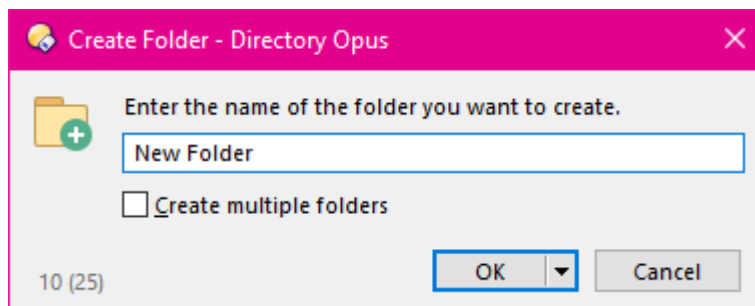 Create Folder - Directory Opus
Enter the name of the folder you want to create.
New Folder
Create multiple folders
10 (25)
OK
Cancel